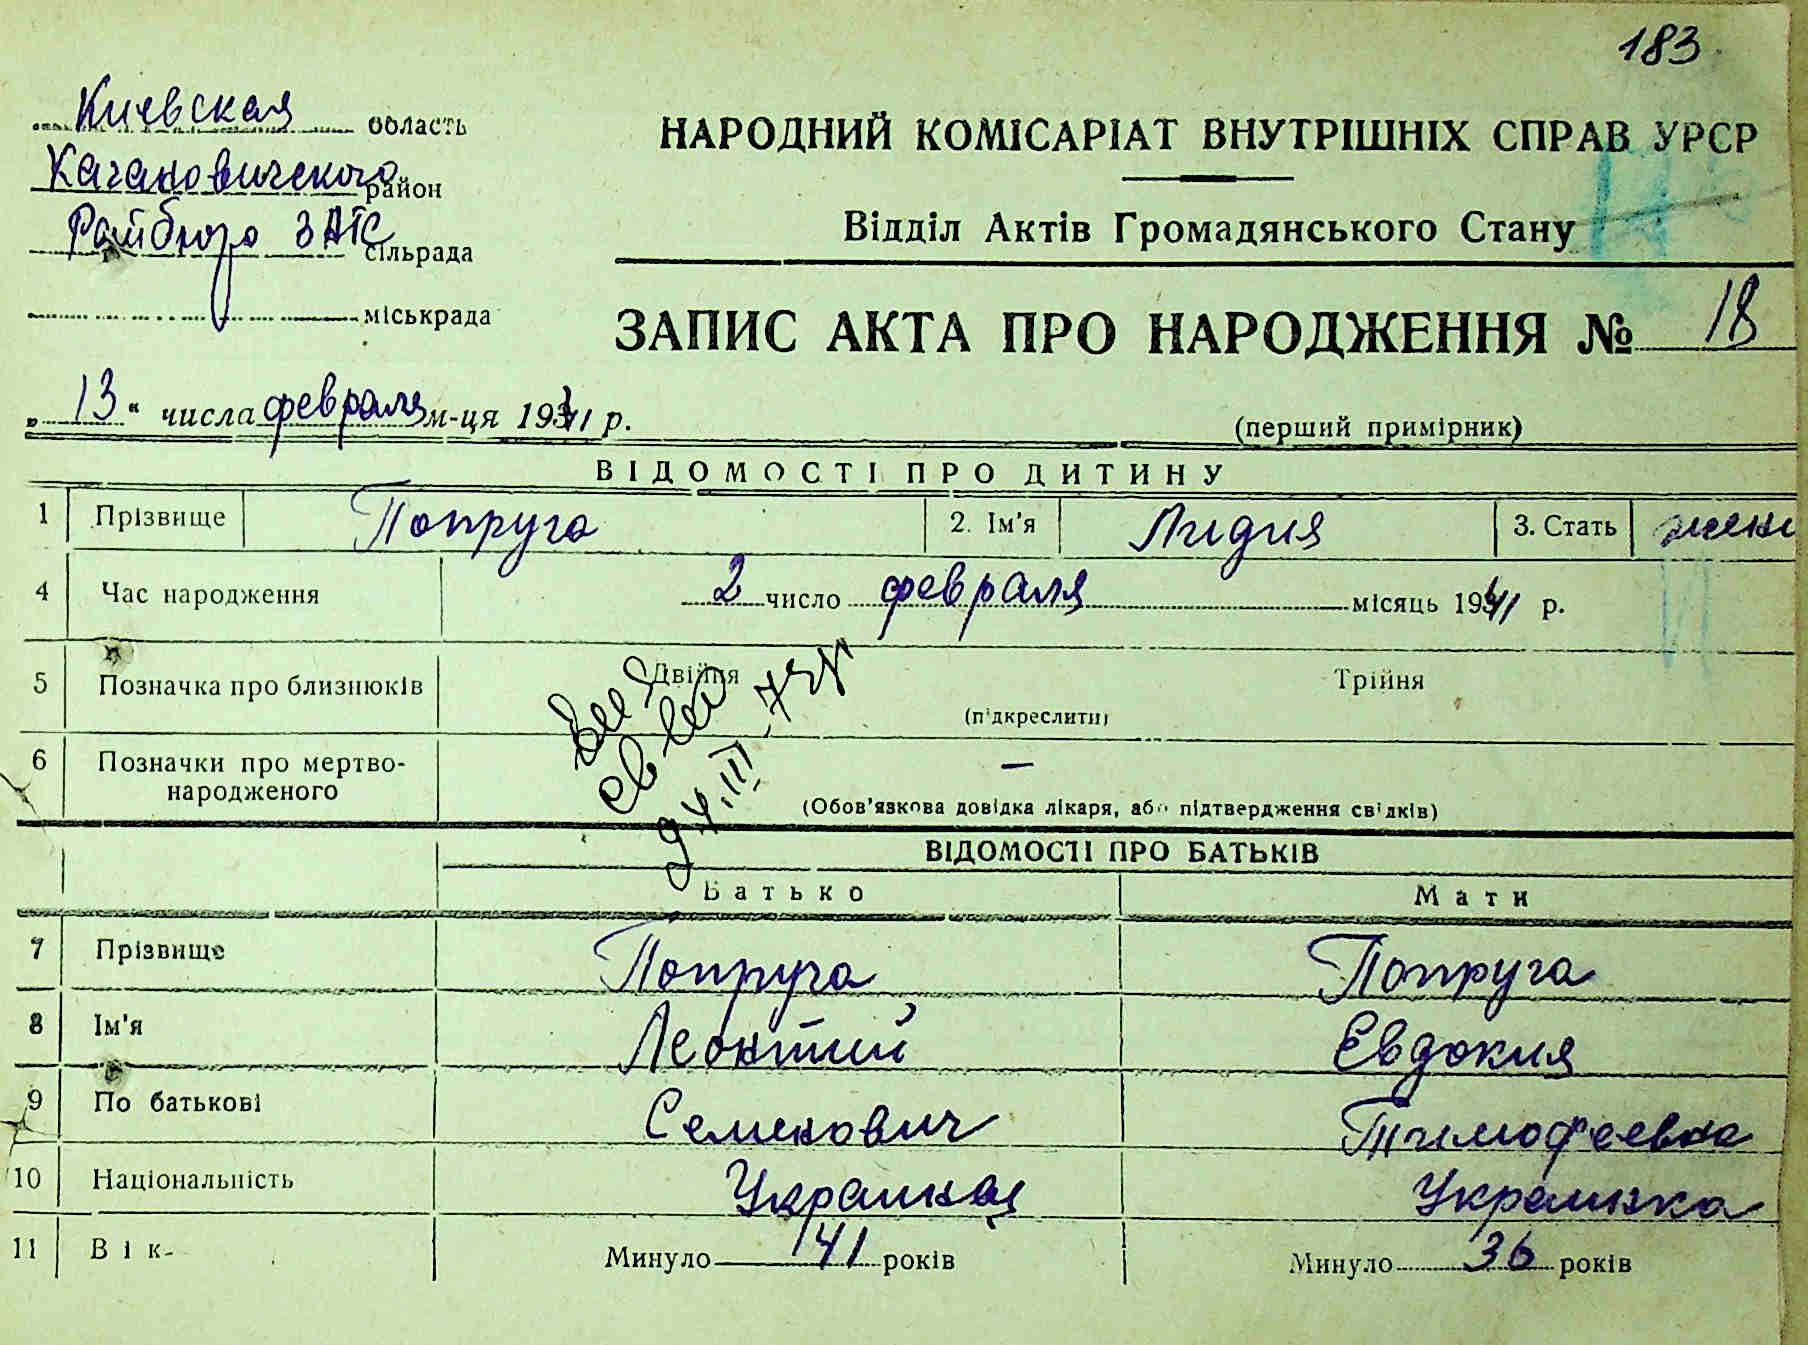 183
Киевская область
Кагановичского район
Райбюро ЗАГС сільрада
міськрада
НАРОДНИЙ КОМІСАРІАТ ВНУТРІШНІХ СПРАВ УРСР
Відділ Актів Громадянського Стану
ЗАПИС АКТА ПРО НАРОДЖЕННЯ № 18
„13“ числа февраля м-ця 1941 р.
(перший примірник)
ВІДОМОСТІ ПРО ДИТИНУ
1 Прізвище Попруга 2. Ім'я Лидия 3. Стать жен
4 Час народження 2 число февраля місяць 1941 р.
5 Позначка про близнюків Двійня Трійня
(підкреслити)
6 Позначки про мертво-
народженого —
(Обов'язкова довідка лікаря, або підтвердження свідків)
ВІДОМОСТІ ПРО БАТЬКІВ
Батько Мати
7 Прізвище Попруга Попруга
8 Ім'я Леонтий Евдокия
9 По батькові Семенович Тимофеевна
10 Національність Украинец Украинка
11 Вік- Минуло 41 років Минуло 36 років